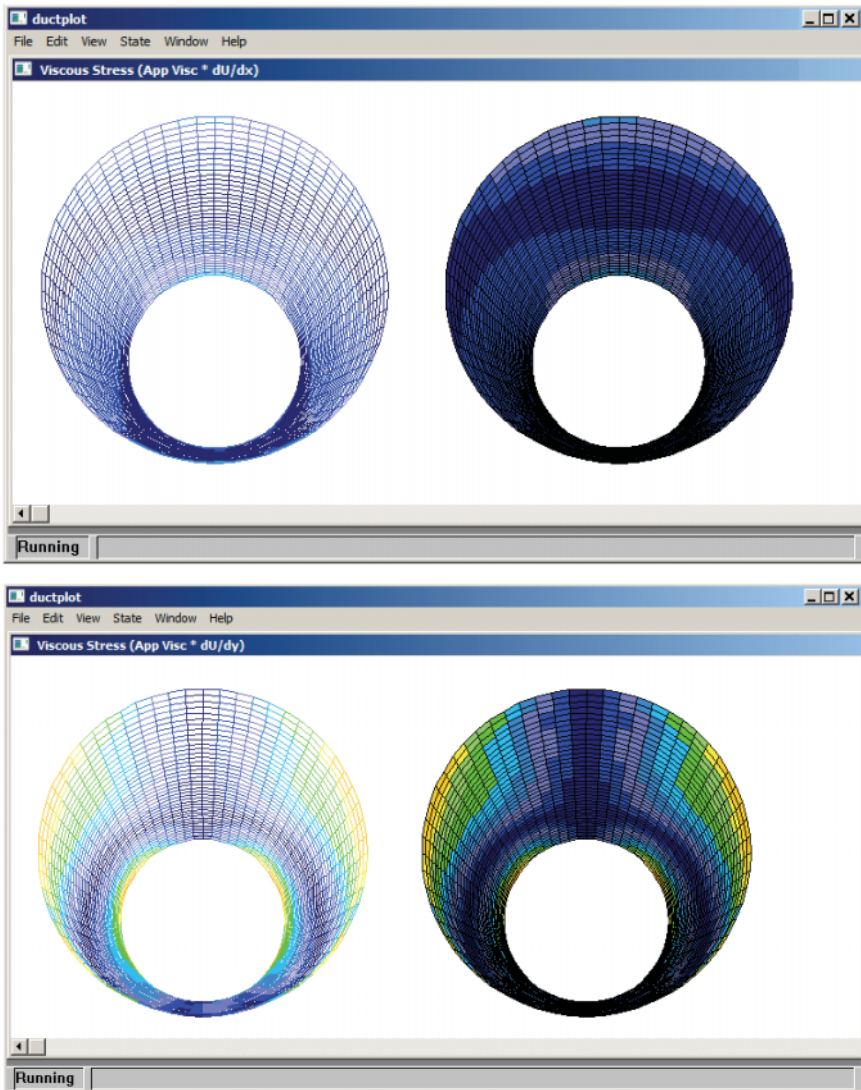 ductplot
File Edit View State Window Help
Viscous Stress (App Visc * dU/dx)
Running
ductplot
File Edit View State Window Help
Viscous Stress (App Visc * dU/dy)
Running